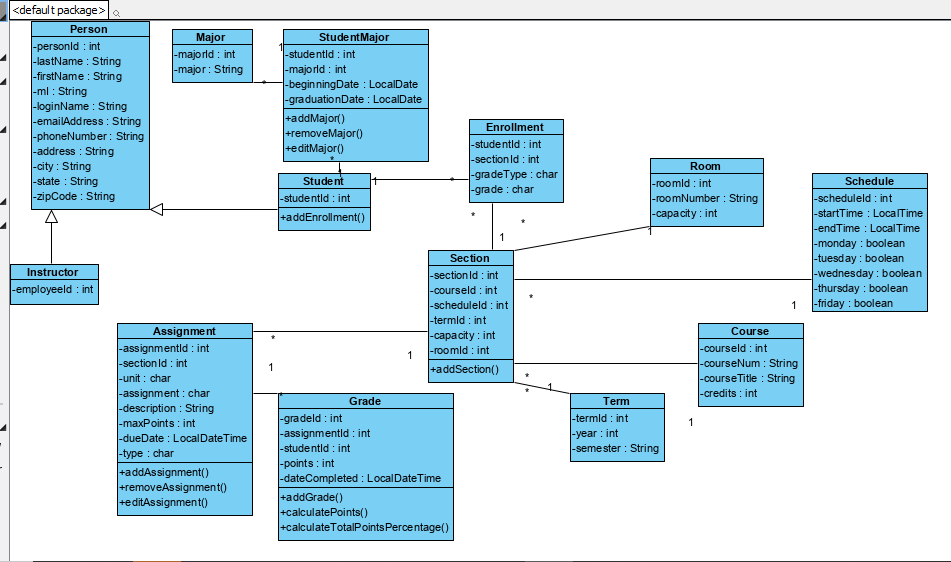 <default package>
Person
-personId : int
-lastName : String
-firstName : String
-mI : String
-loginName : String
-emailAddress : String
-phoneNumber : String
-address : String
-city : String
-state : String
-zipCode : String
Major
-majorId : int
-major : String
1
*
StudentMajor
-studentId : int
-majorId : int
-beginningDate : LocalDate
-graduationDate : LocalDate
+addMajor()
+removeMajor()
+editMajor()
*
1
Student
-studentId : int
+addEnrollment()
1
*
Enrollment
-studentId : int
-sectionId : int
-gradeType : char
-grade : char
*
*
1
Room
-roomId : int
-roomNumber : String
-capacity : int
1
Schedule
-scheduleId : int
-startTime : LocalTime
-endTime : LocalTime
-monday : boolean
-tuesday : boolean
-wednesday : boolean
-thursday : boolean
-friday : boolean
Instructor
-employeeId : int
Section
-sectionId : int
-courseId : int
-scheduleId : int
-termId : int
-capacity : int
-roomId : int
+addSection()
*
1
Assignment
-assignmentId : int
-sectionId : int
-unit : char
-assignment : char
-description : String
-maxPoints : int
-dueDate : LocalDateTime
-type : char
+addAssignment()
+removeAssignment()
+editAssignment()
*
1
1
*
Grade
-gradeId : int
-assignmentId : int
-studentId : int
-points : int
-dateCompleted : LocalDateTime
+addGrade()
+calculatePoints()
+calculateTotalPointsPercentage()
*
*
1
Term
-termId : int
-year : int
-semester : String
Course
-courseId : int
-courseNum : String
-courseTitle : String
-credits : int
1